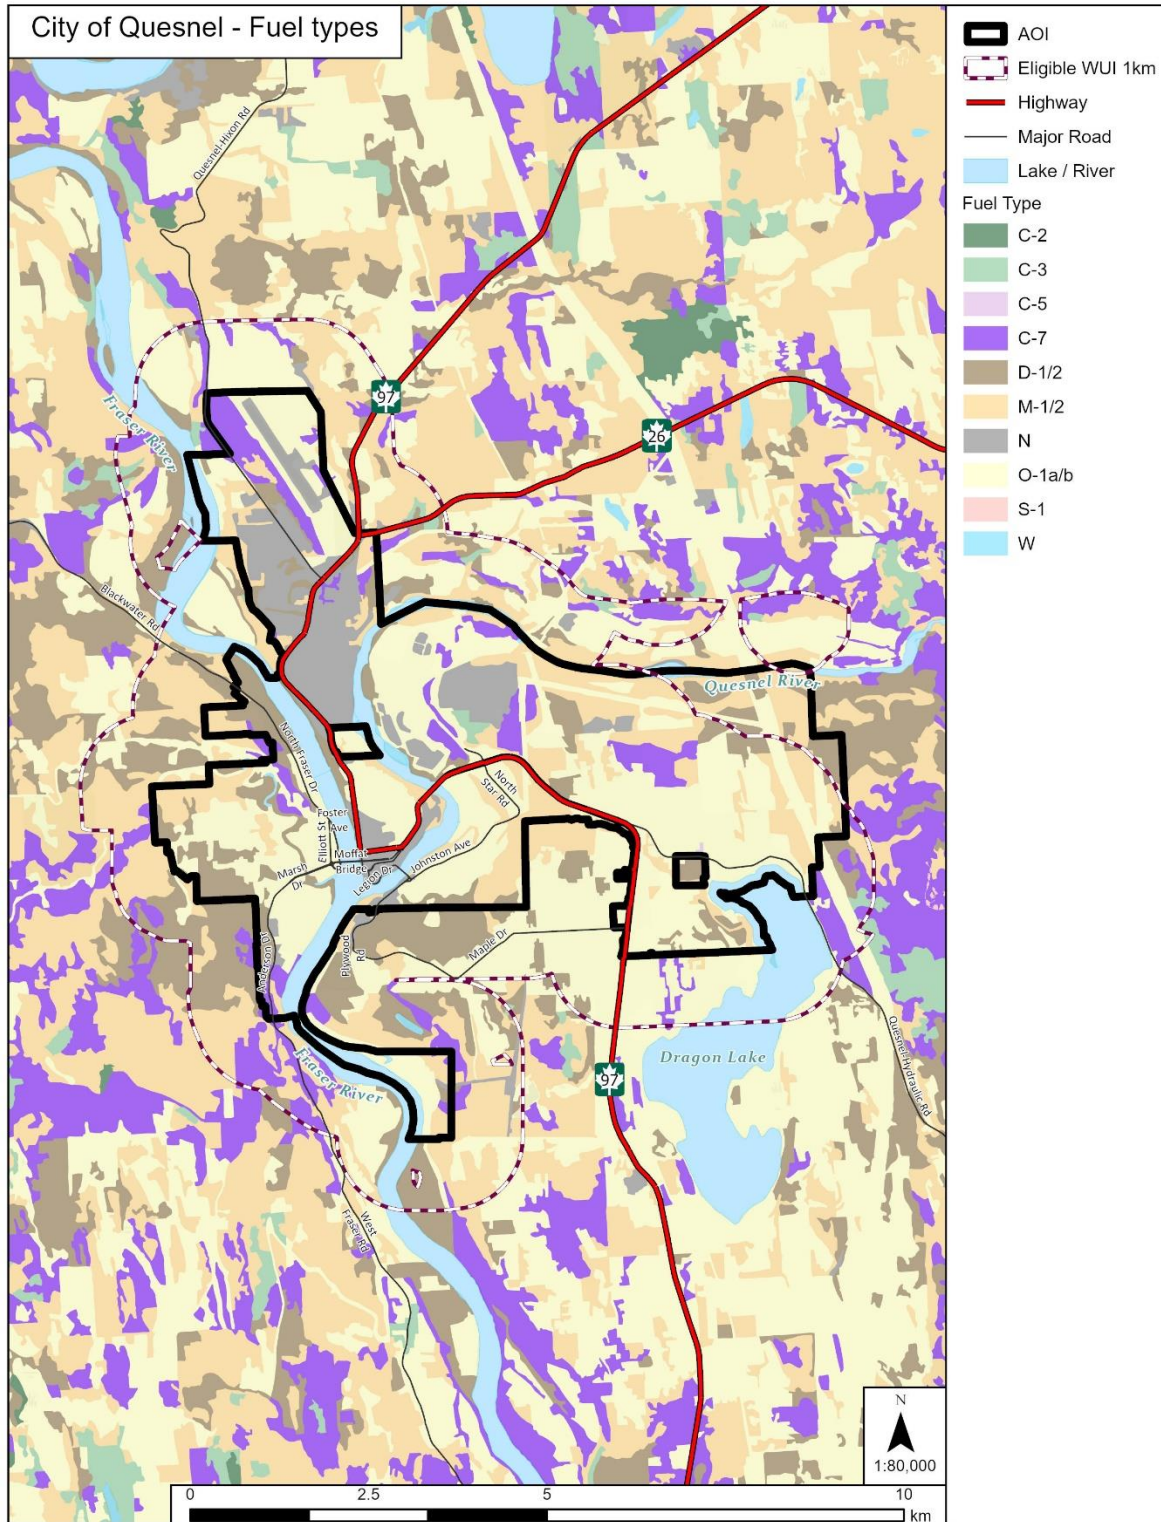 City of Quesnel - Fuel types
AOI
Eligible WUI 1km
Highway
Major Road
Lake / River
Fuel Type
C-2
C-3
C-5
C-7
D-1/2
M-1/2
N
O-1a/b
S-1
W
Quesnel-Hixon Rd
97
Fraser River
26
Blackwater Rd
Quesnel River
North Fraser Dr
North
Star Rd
Foster
Ave
Elliott St
Moffat
Bridge
Johnston Ave
Legion Dr
Marsh
Dr
Anderson Dr
Plywood
Rd
Maple Dr
Quesnel-Hydraulic Rd
Dragon Lake
97
Fraser River
West
Fraser Rd
N
1:80,000
0 2.5 5 10
km